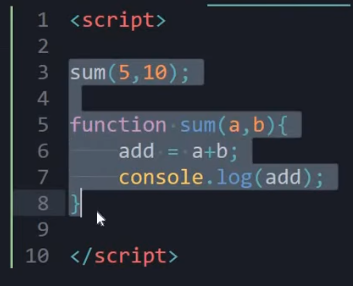 1 <script>
2
3 sum(5,10);
4
5 function sum(a,b){
6 add = a+b;
7 console.log(add);
8 }
9
10 </script>